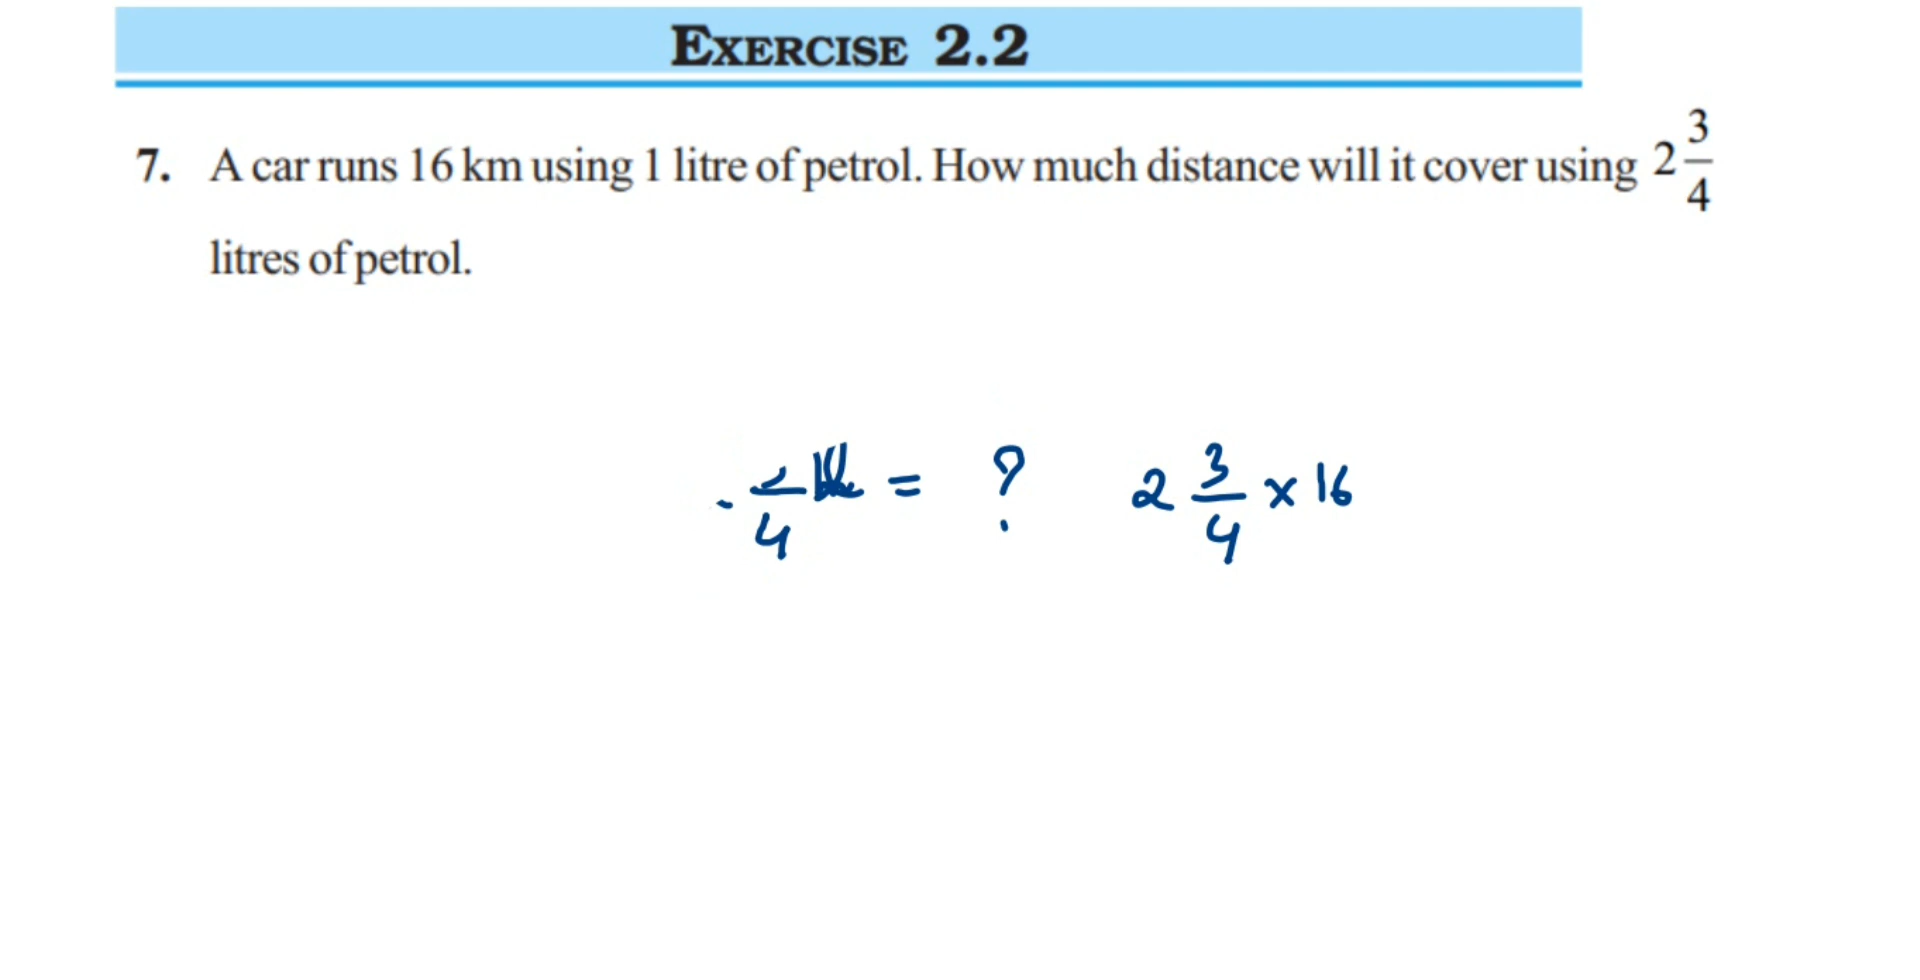 EXERCISE 2.2
7. A car runs 16 km using 1 litre of petrol. How much distance will it cover using 2 3/4
litres of petrol.
4 = ? 2 3/4 × 16